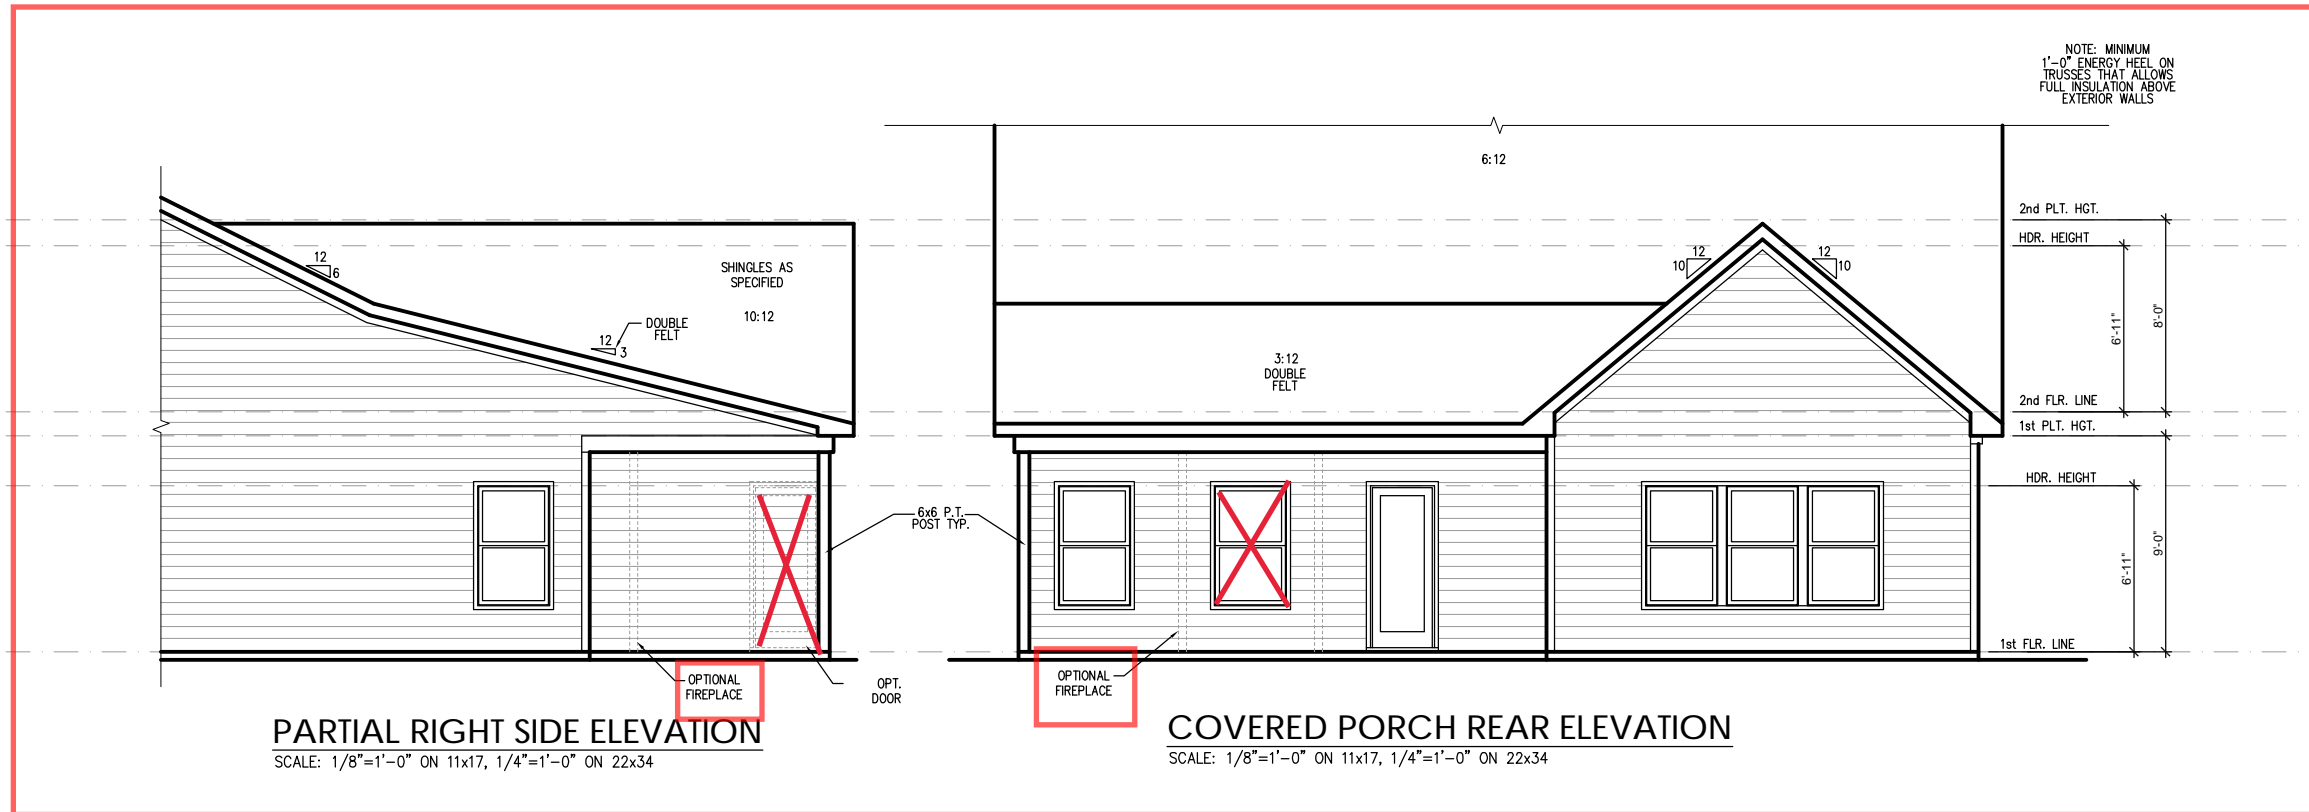 NOTE: MINIMUM
1'-0" ENERGY HEEL ON
TRUSSES THAT ALLOWS
FULL INSULATION ABOVE
EXTERIOR WALLS
6:12
2nd PLT. HGT.
HDR. HEIGHT
12
6
SHINGLES AS
SPECIFIED
10:12
12
10
12
10
DOUBLE
FELT
12
3
3:12
DOUBLE
FELT
6'-11"
8'-0"
2nd FLR. LINE
1st PLT. HGT.
HDR. HEIGHT
6x6 P.T.
POST TYP.
6'-11"
9'-0"
1st FLR. LINE
OPTIONAL
FIREPLACE
OPT.
DOOR
OPTIONAL
FIREPLACE
PARTIAL RIGHT SIDE ELEVATION
SCALE: 1/8"=1'-0" ON 11x17, 1/4"=1'-0" ON 22x34
COVERED PORCH REAR ELEVATION
SCALE: 1/8"=1'-0" ON 11x17, 1/4"=1'-0" ON 22x34